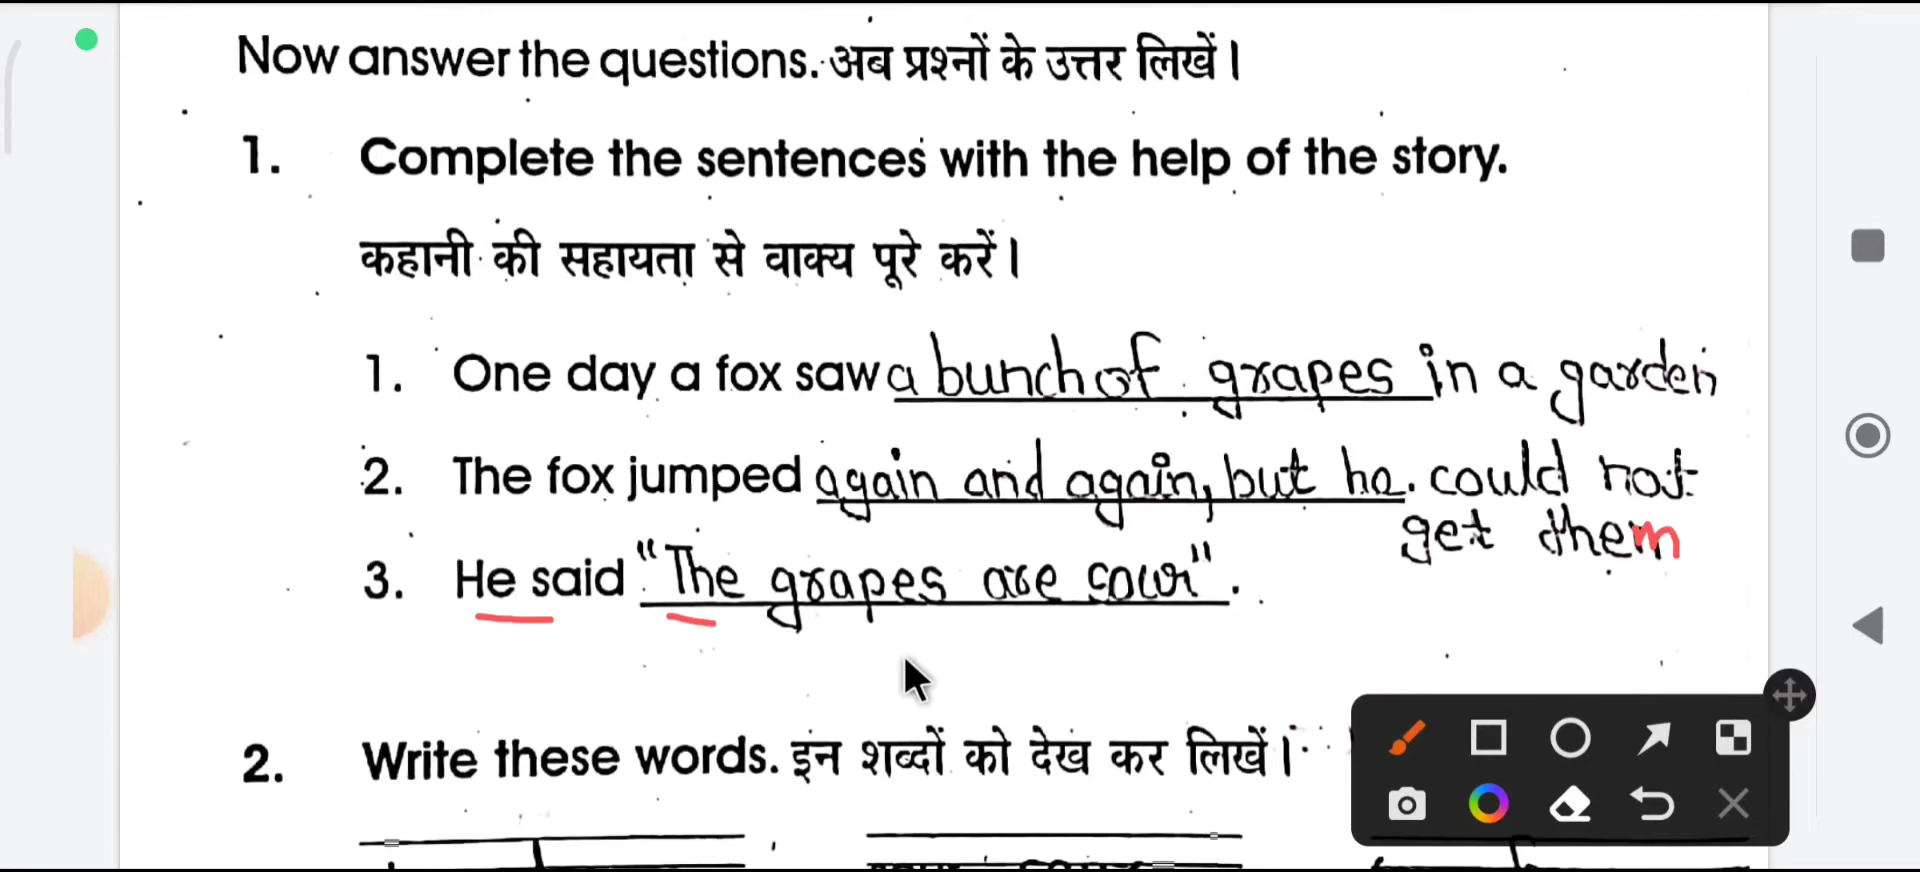 Now answer the questions. अब प्रश्नों के उत्तर लिखें।
1. Complete the sentences with the help of the story.
कहानी की सहायता से वाक्य पूरे करें।
1. One day a fox saw a bunch of grapes in a garden
2. The fox jumped again and again, but he could not
get them
3. He said "The grapes are sour".
2. Write these words. इन शब्दों को देख कर लिखें।